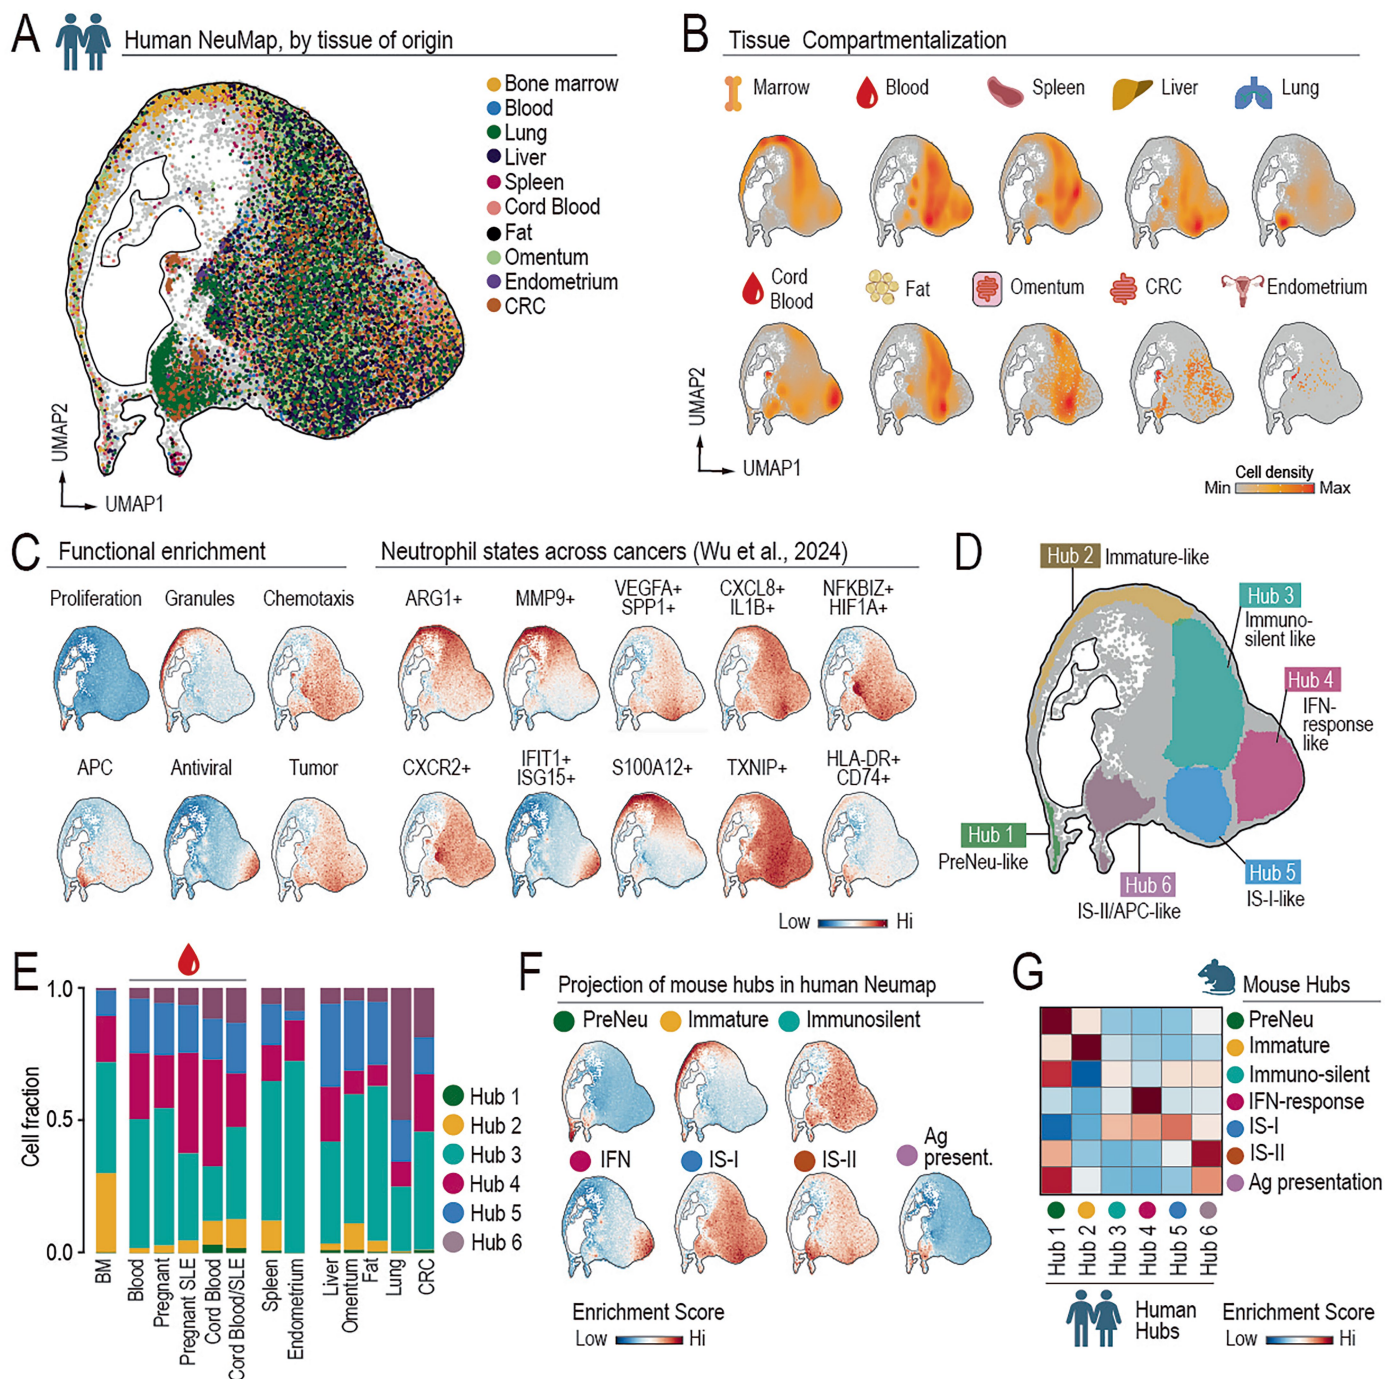 A
Human NeuMap, by tissue of origin
Bone marrow
Blood
Lung
Liver
Spleen
Cord Blood
Fat
Omentum
Endometrium
CRC
UMAP2
UMAP1
B
Tissue Compartmentalization
Marrow
Blood
Spleen
Liver
Lung
Cord
Blood
Fat
Omentum
CRC
Endometrium
UMAP2
UMAP1
Cell density
Min
Max
C
Functional enrichment
Neutrophil states across cancers (Wu et al., 2024)
Proliferation
Granules
Chemotaxis
ARG1+
MMP9+
VEGFA+
SPP1+
CXCL8+
IL1B+
NFKBIZ+
HIF1A+
APC
Antiviral
Tumor
CXCR2+
IFIT1+
ISG15+
S100A12+
TXNIP+
HLA-DR+
CD74+
Low
Hi
D
Hub 2
Immature-like
Hub 3
Immuno-
silent like
Hub 4
IFN-
response
like
Hub 1
PreNeu-like
Hub 6
IS-II/APC-like
Hub 5
IS-I-like
E
Cell fraction
1.0
0.5
0.0
BM
Blood
Pregnant
Pregnant SLE
Cord Blood
Cord Blood/SLE
Spleen
Endometrium
Liver
Omentum
Fat
Lung
CRC
Hub 1
Hub 2
Hub 3
Hub 4
Hub 5
Hub 6
F
Projection of mouse hubs in human Neumap
PreNeu
Immature
Immunosilent
IFN
IS-I
IS-II
Ag
present.
Enrichment Score
Low
Hi
G
Mouse Hubs
PreNeu
Immature
Immuno-silent
IFN-response
IS-I
IS-II
Ag presentation
Hub 1
Hub 2
Hub 3
Hub 4
Hub 5
Hub 6
Human
Hubs
Enrichment Score
Low
Hi